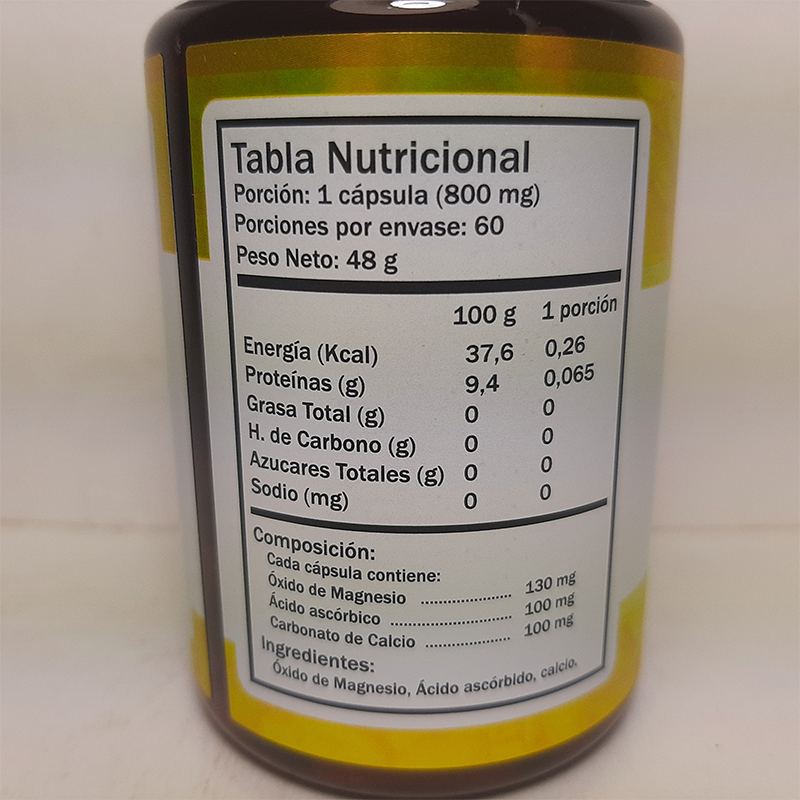 Tabla Nutricional
Porción: 1 cápsula (800 mg)
Porciones por envase: 60
Peso Neto: 48 g
100 g 1 porción
Energía (Kcal) 37,6 0,26
Proteínas (g) 9,4 0,065
Grasa Total (g) 0 0
H. de Carbono (g) 0 0
Azucares Totales (g) 0 0
Sodio (mg) 0 0
Composición:
Cada cápsula contiene:
Óxido de Magnesio .................... 130 mg
Ácido ascórbico .......................... 100 mg
Carbonato de Calcio .................. 100 mg
Ingredientes:
Óxido de Magnesio, Ácido ascórbido, calcio.